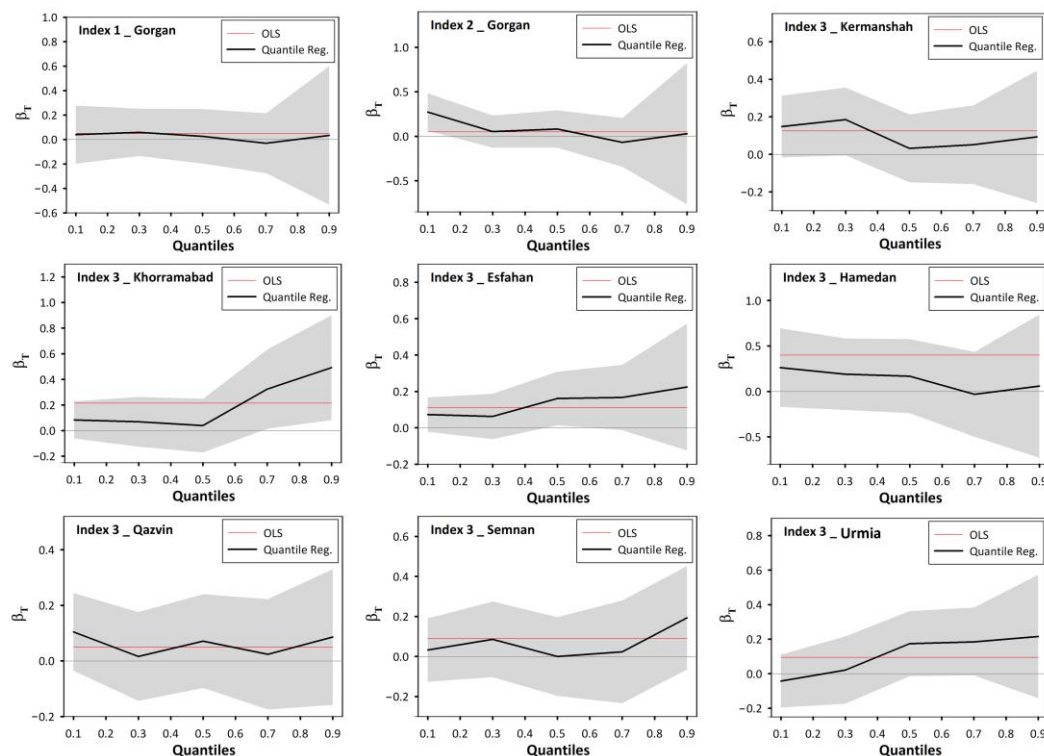 Index 1 _ Gorgan
OLS
Quantile Reg.
βT
1.0
0.8
0.6
0.4
0.2
0.0
−0.2
−0.4
−0.6
0.1 0.2 0.3 0.4 0.5 0.6 0.7 0.8 0.9
Quantiles
Index 2 _ Gorgan
OLS
Quantile Reg.
βT
1.0
0.5
0.0
−0.5
0.1 0.2 0.3 0.4 0.5 0.6 0.7 0.8 0.9
Quantiles
Index 3 _ Kermanshah
OLS
Quantile Reg.
βT
0.6
0.4
0.2
0.0
−0.2
0.1 0.2 0.3 0.4 0.5 0.6 0.7 0.8 0.9
Quantiles
Index 3 _ Khorramabad
OLS
Quantile Reg.
βT
1.2
1.0
0.8
0.6
0.4
0.2
0.0
−0.2
0.1 0.2 0.3 0.4 0.5 0.6 0.7 0.8 0.9
Quantiles
Index 3 _ Esfahan
OLS
Quantile Reg.
βT
0.8
0.6
0.4
0.2
0.0
−0.2
0.1 0.2 0.3 0.4 0.5 0.6 0.7 0.8 0.9
Quantiles
Index 3 _ Hamedan
OLS
Quantile Reg.
βT
1.0
0.5
0.0
−0.5
0.1 0.2 0.3 0.4 0.5 0.6 0.7 0.8 0.9
Quantiles
Index 3 _ Qazvin
OLS
Quantile Reg.
βT
0.4
0.2
0.0
−0.2
0.1 0.2 0.3 0.4 0.5 0.6 0.7 0.8 0.9
Quantiles
Index 3 _ Semnan
OLS
Quantile Reg.
βT
0.6
0.4
0.2
0.0
−0.2
0.1 0.2 0.3 0.4 0.5 0.6 0.7 0.8 0.9
Quantiles
Index 3 _ Urmia
OLS
Quantile Reg.
βT
0.8
0.6
0.4
0.2
0.0
−0.2
0.1 0.2 0.3 0.4 0.5 0.6 0.7 0.8 0.9
Quantiles